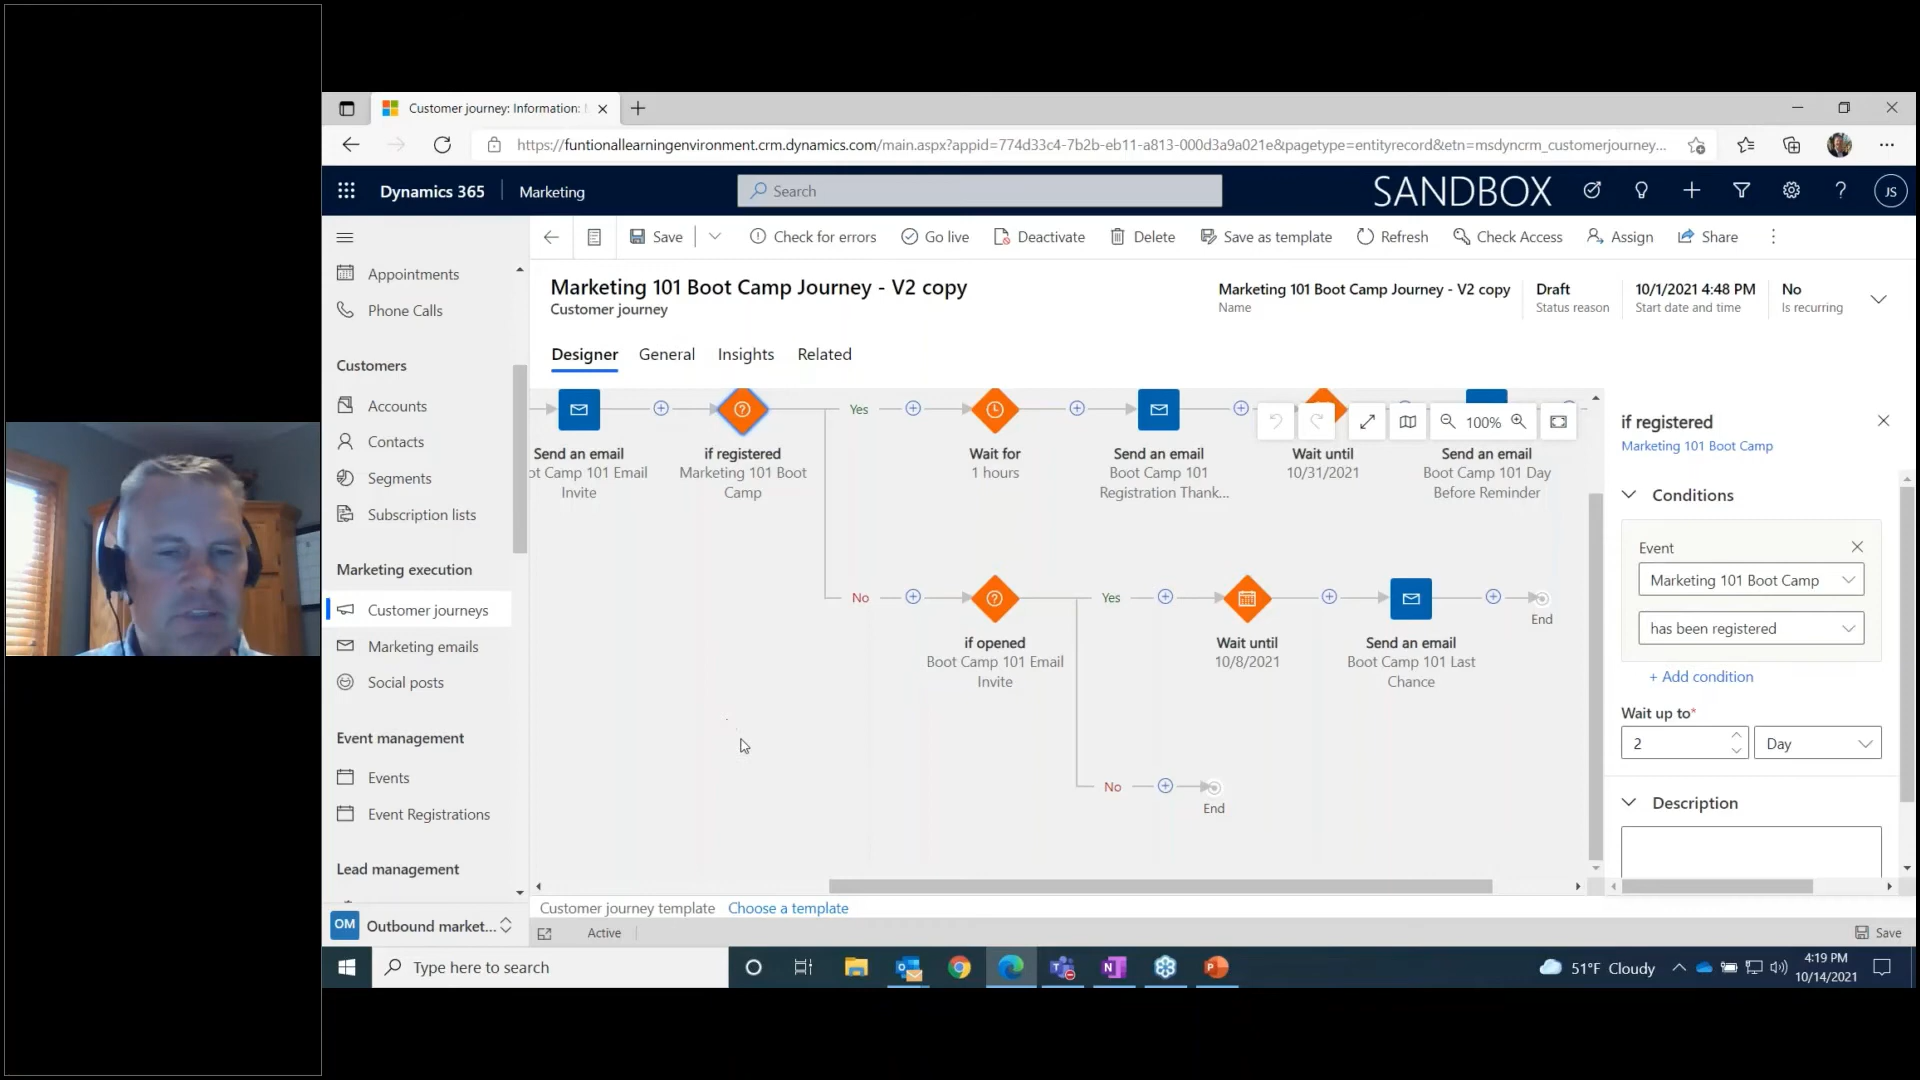 Customer journey: Information:
https://funtionallearningenvironment.crm.dynamics.com/main.aspx?appid=774d33c4-7b2b-eb11-a813-000d3a9a021e&pagetype=entityrecord&etn=msdyncrm_customerjourney...
Dynamics 365 Marketing Search SANDBOX JS
Save Check for errors Go live Deactivate Delete Save as template Refresh Check Access Assign Share
Marketing 101 Boot Camp Journey - V2 copy
Customer journey
Marketing 101 Boot Camp Journey - V2 copy
Name
Draft
Status reason
10/1/2021 4:48 PM
Start date and time
No
Is recurring
Designer General Insights Related
Appointments
Phone Calls
Customers
Accounts
Contacts
Segments
Subscription lists
Marketing execution
Customer journeys
Marketing emails
Social posts
Event management
Events
Event Registrations
Lead management
OM Outbound market...
Send an email
ot Camp 101 Email
Invite
if registered
Marketing 101 Boot
Camp
Yes
Wait for
1 hours
Send an email
Boot Camp 101
Registration Thank...
Wait until
10/31/2021
Send an email
Boot Camp 101 Day
Before Reminder
100%
No
if opened
Boot Camp 101 Email
Invite
Yes
Wait until
10/8/2021
Send an email
Boot Camp 101 Last
Chance
End
No
End
if registered
Marketing 101 Boot Camp
Conditions
Event
Marketing 101 Boot Camp
has been registered
+ Add condition
Wait up to*
2 Day
Description
Customer journey template Choose a template
Active
Save
Type here to search
51°F Cloudy
4:19 PM
10/14/2021